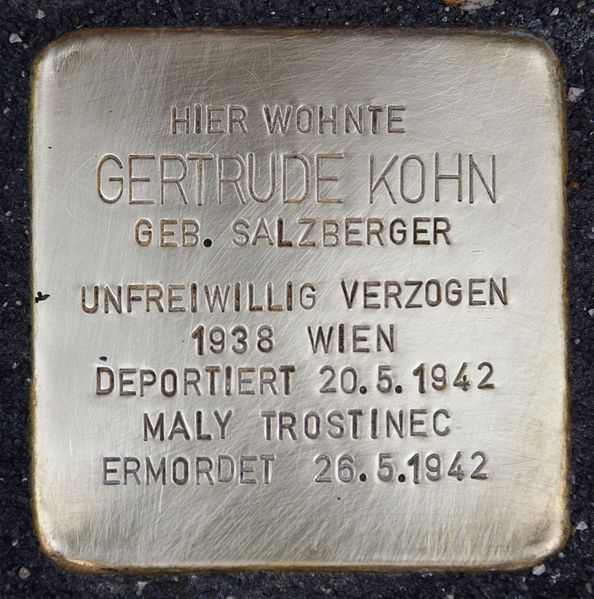 HIER WOHNTE
GERTRUDE KOHN
GEB. SALZBERGER
UNFREIWILLIG VERZOGEN
1938 WIEN
DEPORTIERT 20.5.1942
MALY TROSTINEC
ERMORDET 26.5.1942